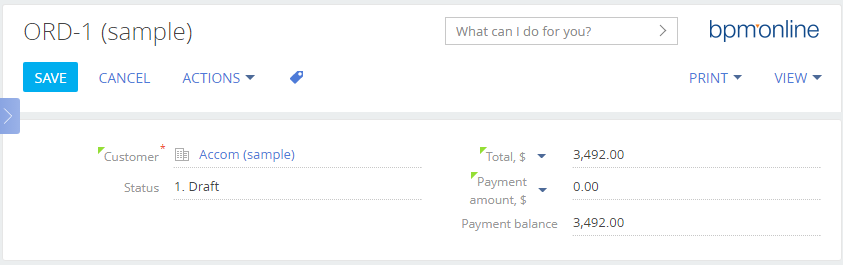 ORD-1 (sample)
What can I do for you?
bpm'online
SAVE
CANCEL
ACTIONS
PRINT
VIEW
Customer*
Accom (sample)
Status
1. Draft
Total, $
3,492.00
Payment
amount, $
0.00
Payment balance
3,492.00